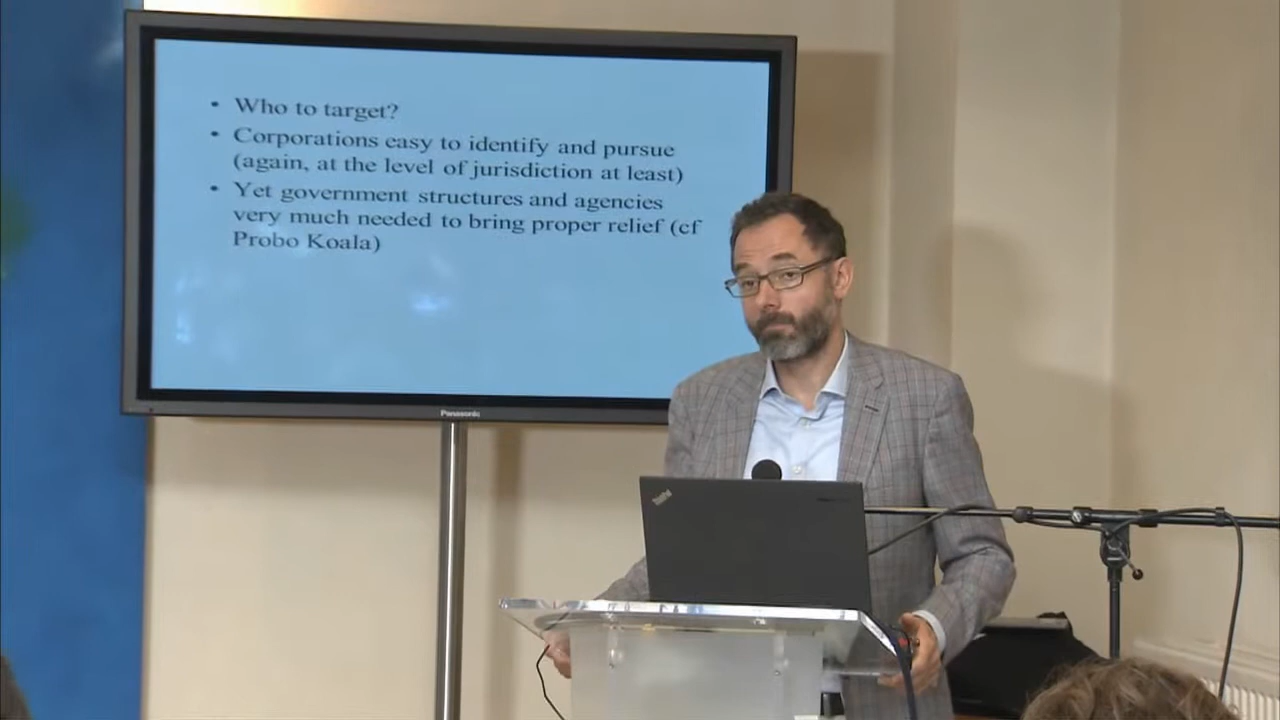 • Who to target?
• Corporations easy to identify and pursue
(again, at the level of jurisdiction at least)
• Yet government structures and agencies
very much needed to bring proper relief (cf
Probo Koala)
Panasonic
ThinkPad